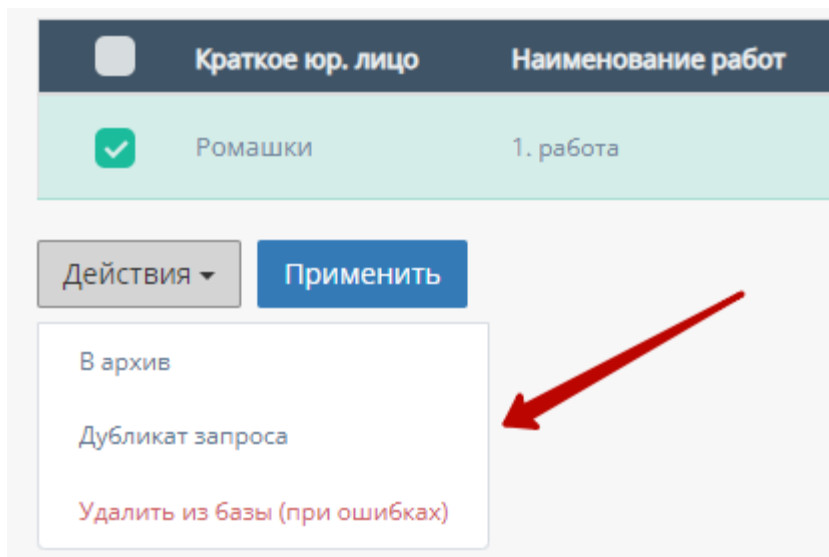 Краткое юр. лицо Наименование работ
Ромашки 1. работа
Действия Применить
В архив
Дубликат запроса
Удалить из базы (при ошибках)